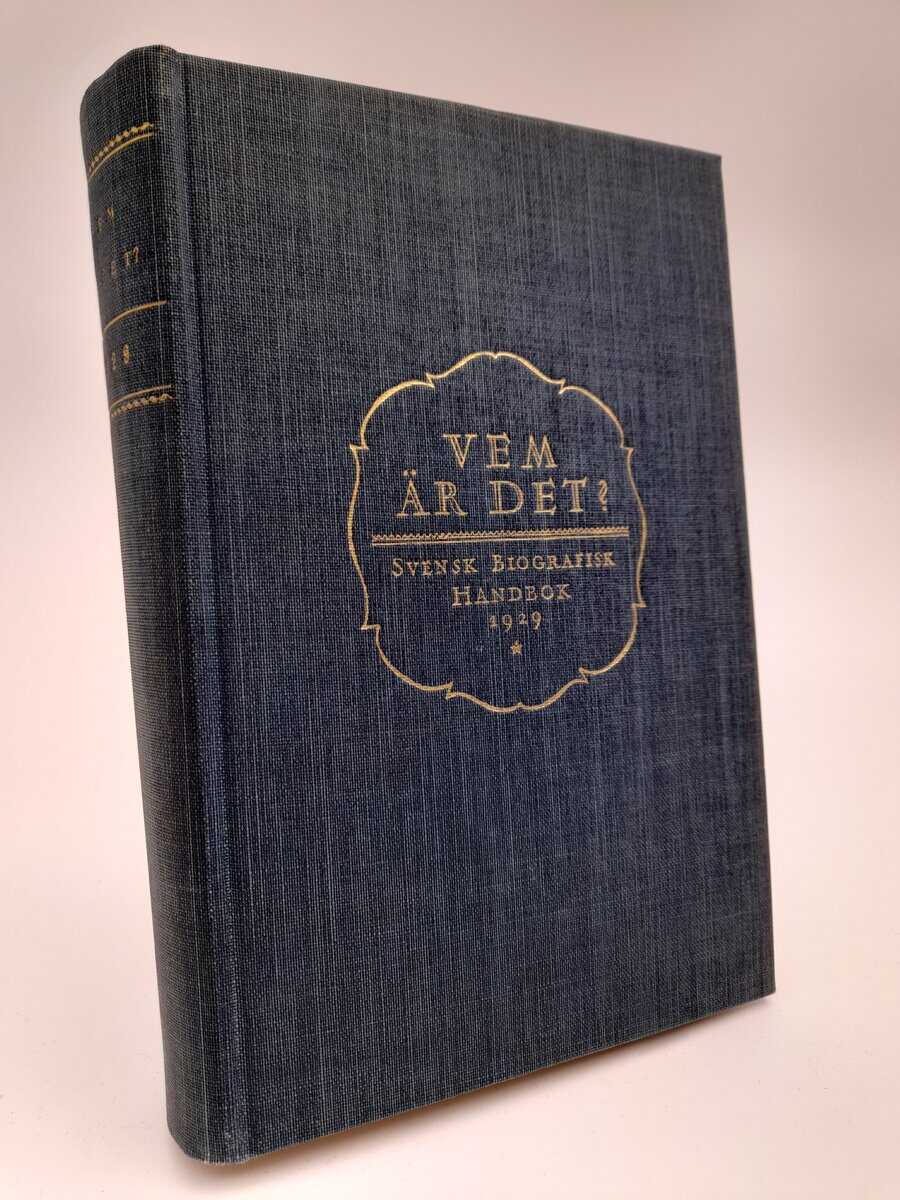 VEM
ÄR DET?
SVENSK BIOGRAFISK
HANDBOK
1929